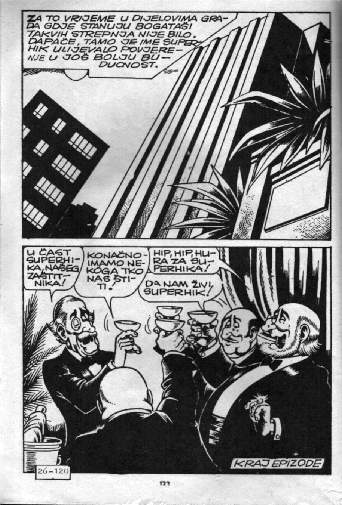 ZA TO VRIJEME U DIJELOVIMA GRA-
DA GDJE STANUJU BOGATAŠI
TAKVIH STREPNJA NIJE BILO.
DAPAČE, TAMO JE IME SUPER-
HIK ULIJEVALO POVJERE-
NJE U JOŠ BOLJU BU-
DUĆNOST.
U ČAST
SUPERHI-
KA, NAŠEG
ZAŠTIT-
NIKA!
KONAČNO
IMAMO NE-
KOGA TKO
NAS ŠTI-
TI.
HIP, HIP, HU-
RA ZA SU-
PERHIKA!
DA NAM ŽIVI
SUPERHIK!
26-120
KRAJ EPIZODE